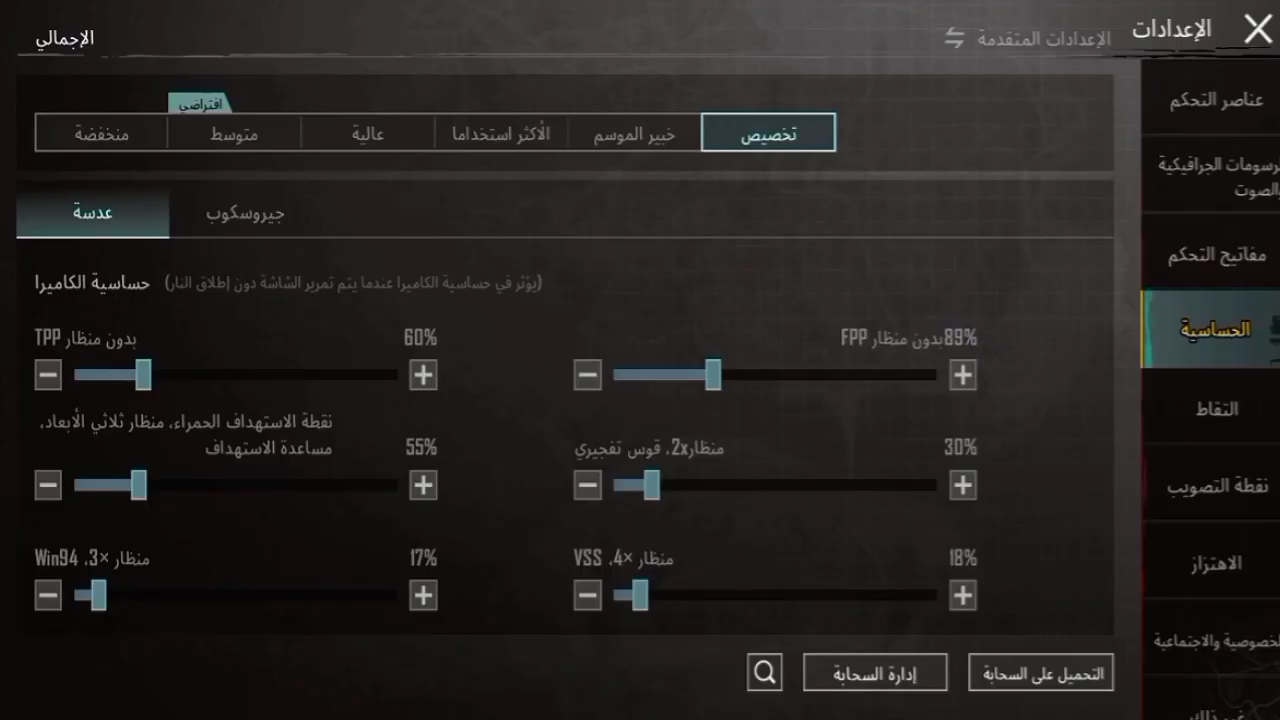 الإعدادات
الإعدادات المتقدمة
الإجمالي
افتراضي
منخفضة
متوسط
عالية
الأكثر استخداما
خبير الموسم
تخصيص
عدسة
جيروسكوب
حساسية الكاميرا (يؤثر في حساسية الكاميرا عندما يتم تمرير الشاشة دون إطلاق النار)
بدون منظار TPP
60%
بدون منظار FPP
89%
نقطة الاستهداف الحمراء، منظار ثلاثي الأبعاد،
مساعدة الاستهداف
55%
منظار2x، قوس تفجيري
30%
منظار ×3، Win94
17%
منظار ×4، VSS
18%
التحميل على السحابة
إدارة السحابة
عناصر التحكم
رسومات الجرافيكية
والصوت
مفاتيح التحكم
الحساسية
التقاط
نقطة التصويب
الاهتزاز
الخصوصية والاجتماعية